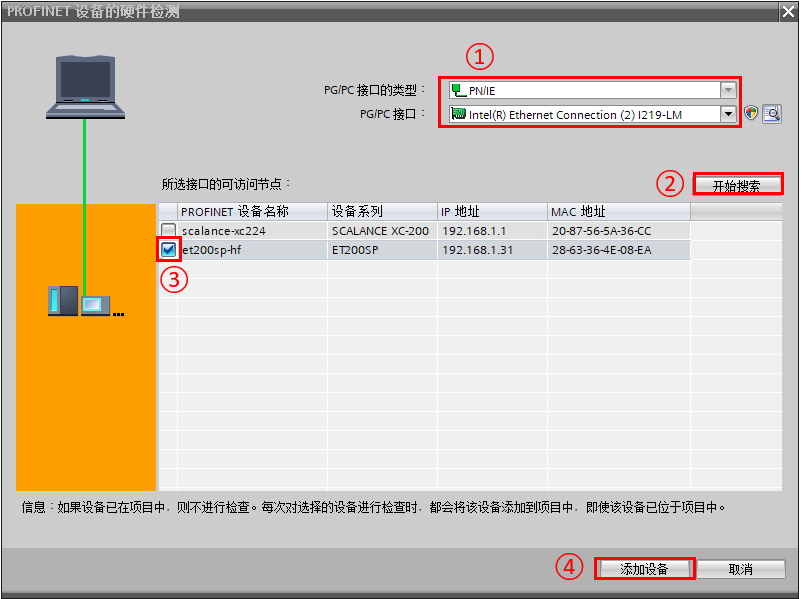 PROFINET 设备的硬件检测
①
PG/PC 接口的类型： PN/IE
PG/PC 接口： Intel(R) Ethernet Connection (2) I219-LM
所选接口的可访问节点： ② 开始搜索
PROFINET 设备名称 设备系列 IP 地址 MAC 地址
scalance-xc224 SCALANCE XC-200 192.168.1.1 20-87-56-5A-36-CC
et200sp-hf ET200SP 192.168.1.31 28-63-36-4E-08-EA
③
信息：如果设备已在项目中，则不进行检查。每次对选择的设备进行检查时，都会将该设备添加到项目中，即使该设备已位于项目中。
④ 添加设备 取消